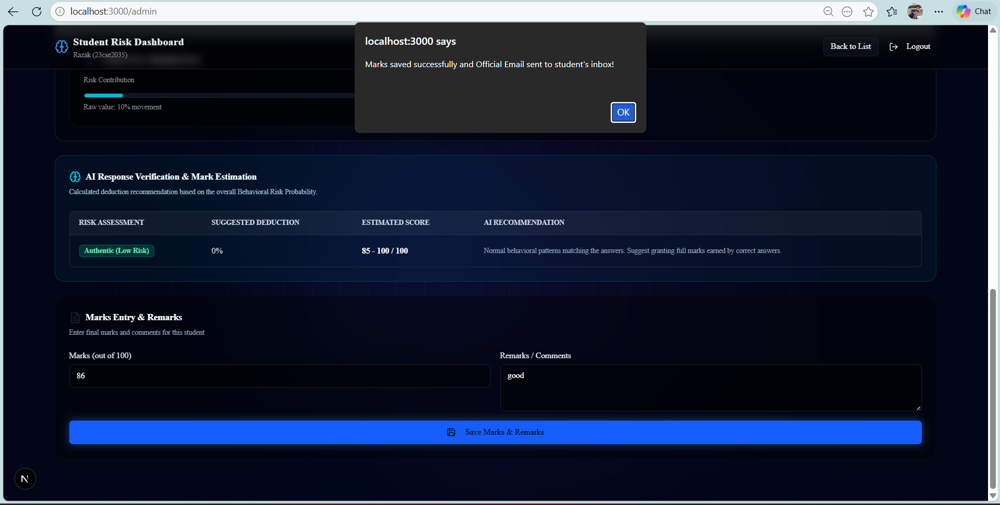 localhost:3000/admin
Chat
localhost:3000 says
Marks saved successfully and Official Email sent to student's inbox!
OK
Student Risk Dashboard
Razak (23cse2035)
Back to List
Logout
Risk Contribution
Raw value: 10% movement
AI Response Verification & Mark Estimation
Calculated deduction recommendation based on the overall Behavioral Risk Probability.
RISK ASSESSMENT SUGGESTED DEDUCTION ESTIMATED SCORE AI RECOMMENDATION
Authentic (Low Risk) 0% 85 - 100 / 100 Normal behavioral patterns matching the answers. Suggest granting full marks earned by correct answers.
Marks Entry & Remarks
Enter final marks and comments for this student
Marks (out of 100) Remarks / Comments
86 good
Save Marks & Remarks
N